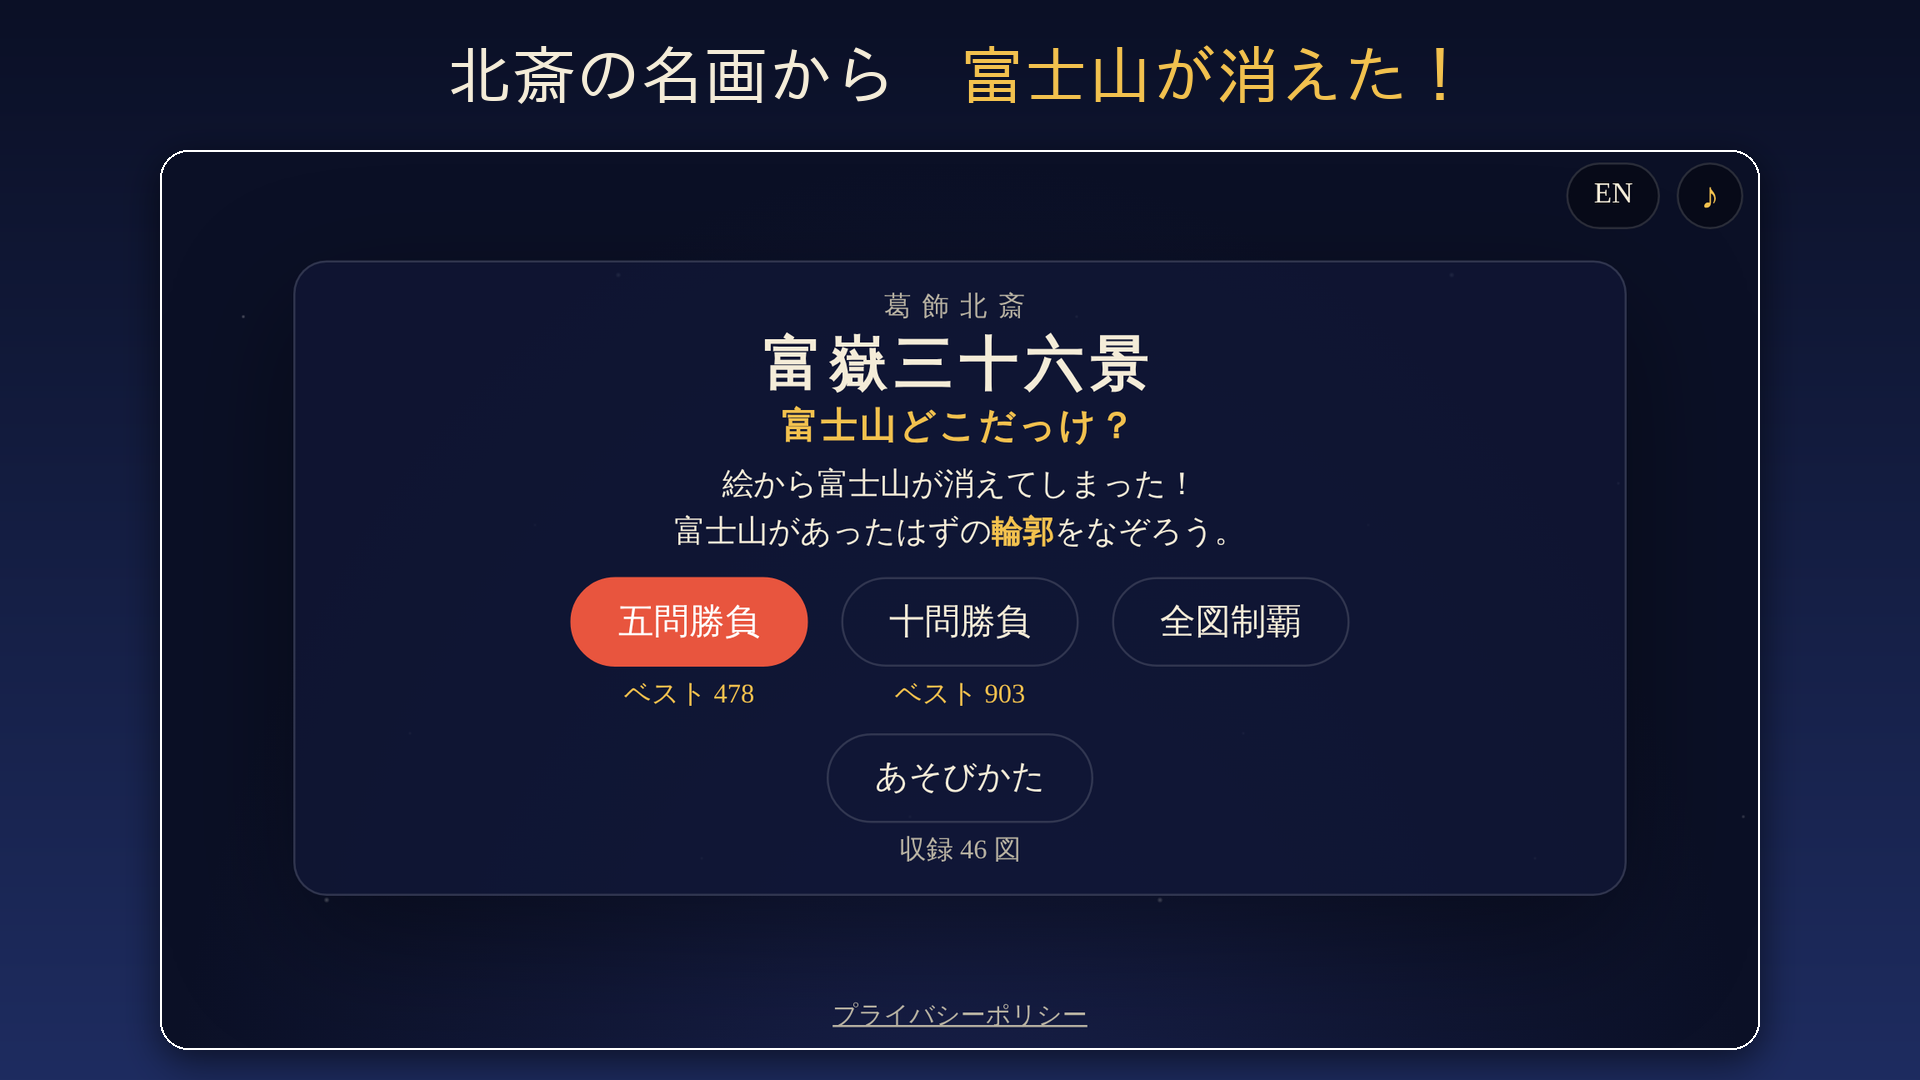 北斎の名画から 富士山が消えた！
EN ♪
葛飾北斎
富嶽三十六景
富士山どこだっけ？
絵から富士山が消えてしまった！
富士山があったはずの輪郭をなぞろう。
五問勝負 十問勝負 全図制覇
ベスト 478 ベスト 903
あそびかた
収録 46 図
プライバシーポリシー